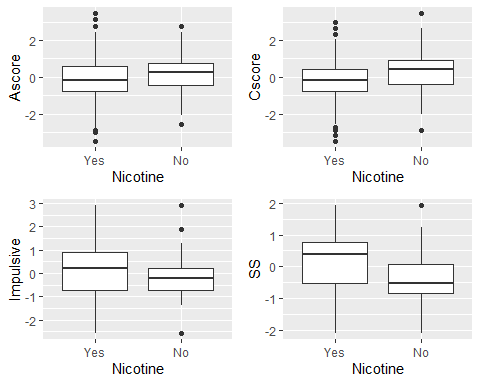 Ascore
2
0
-2
Yes No
Nicotine
Cscore
2
0
-2
Yes No
Nicotine
Impulsive
3
2
1
0
-1
-2
Yes No
Nicotine
SS
2
1
0
-1
-2
Yes No
Nicotine